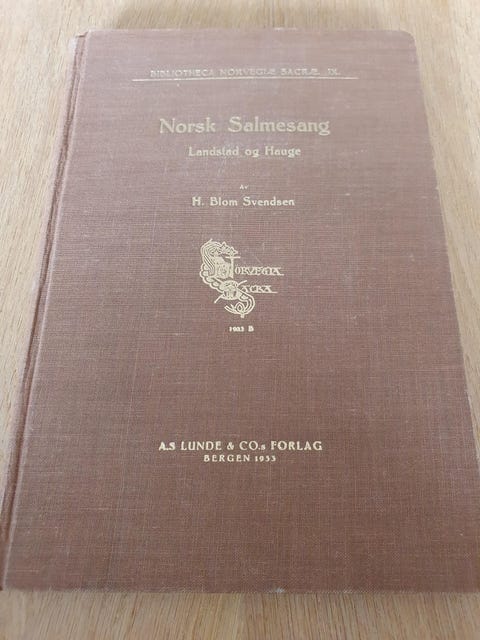 BIBLIOTHECA NORVEGIÆ SACRÆ IX.
Norsk Salmesang
Landstad og Hauge
Av
H. Blom Svendsen
NORVEGIA
SACRA
1933 B
A.S LUNDE & CO.s FORLAG
BERGEN 1933